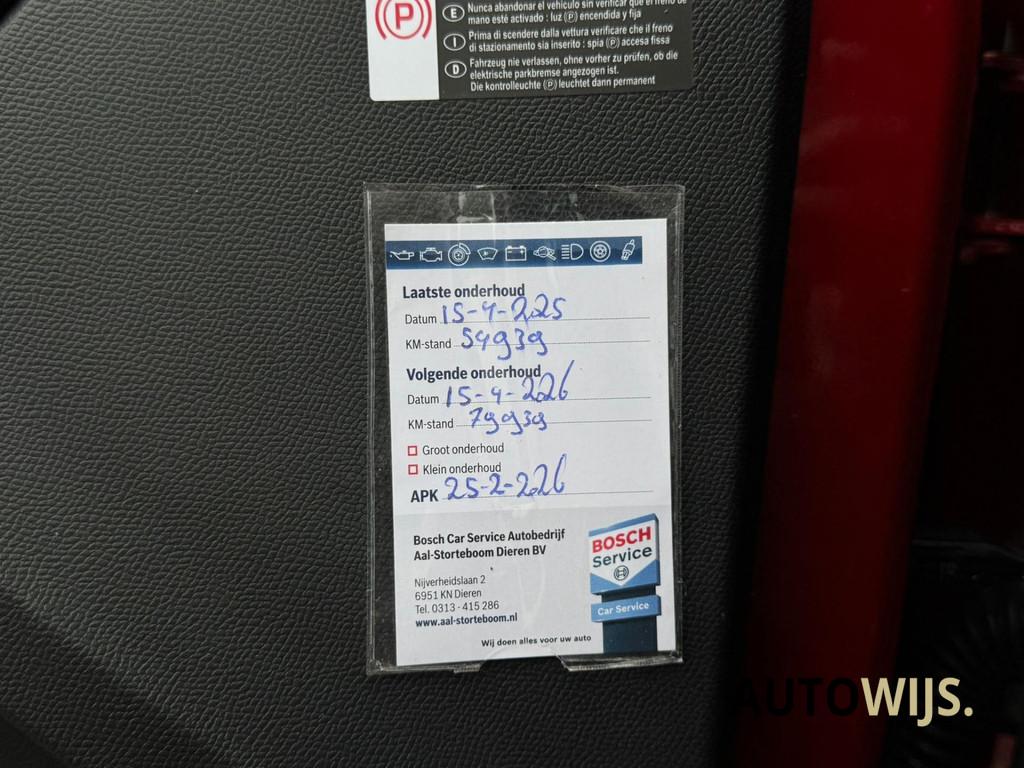 P
E Nunca abandonar el vehículo sin verificar que el freno de
mano esté activado : luz (P) encendida y fija
I Prima di scendere dalla vettura verificare che il freno
di stazionamento sia inserito : spia (P) accesa fissa
D Fahrzeug nie verlassen, ohne vorher zu prüfen, ob die
elektrische parkbremse angezogen ist.
Die kontrolleuchte (P) leuchtet dann permanent
Laatste onderhoud
Datum 15-4-2025
KM-stand 54939
Volgende onderhoud
Datum 15-4-2026
KM-stand 79939
Groot onderhoud
Klein onderhoud
APK 25-2-2026
Bosch Car Service Autobedrijf
Aal-Storteboom Dieren BV
Nijverheidslaan 2
6951 KN Dieren
Tel. 0313 - 415 286
www.aal-storteboom.nl
Wij doen alles voor uw auto
BOSCH
Service
Car Service
AUTOWIJS.